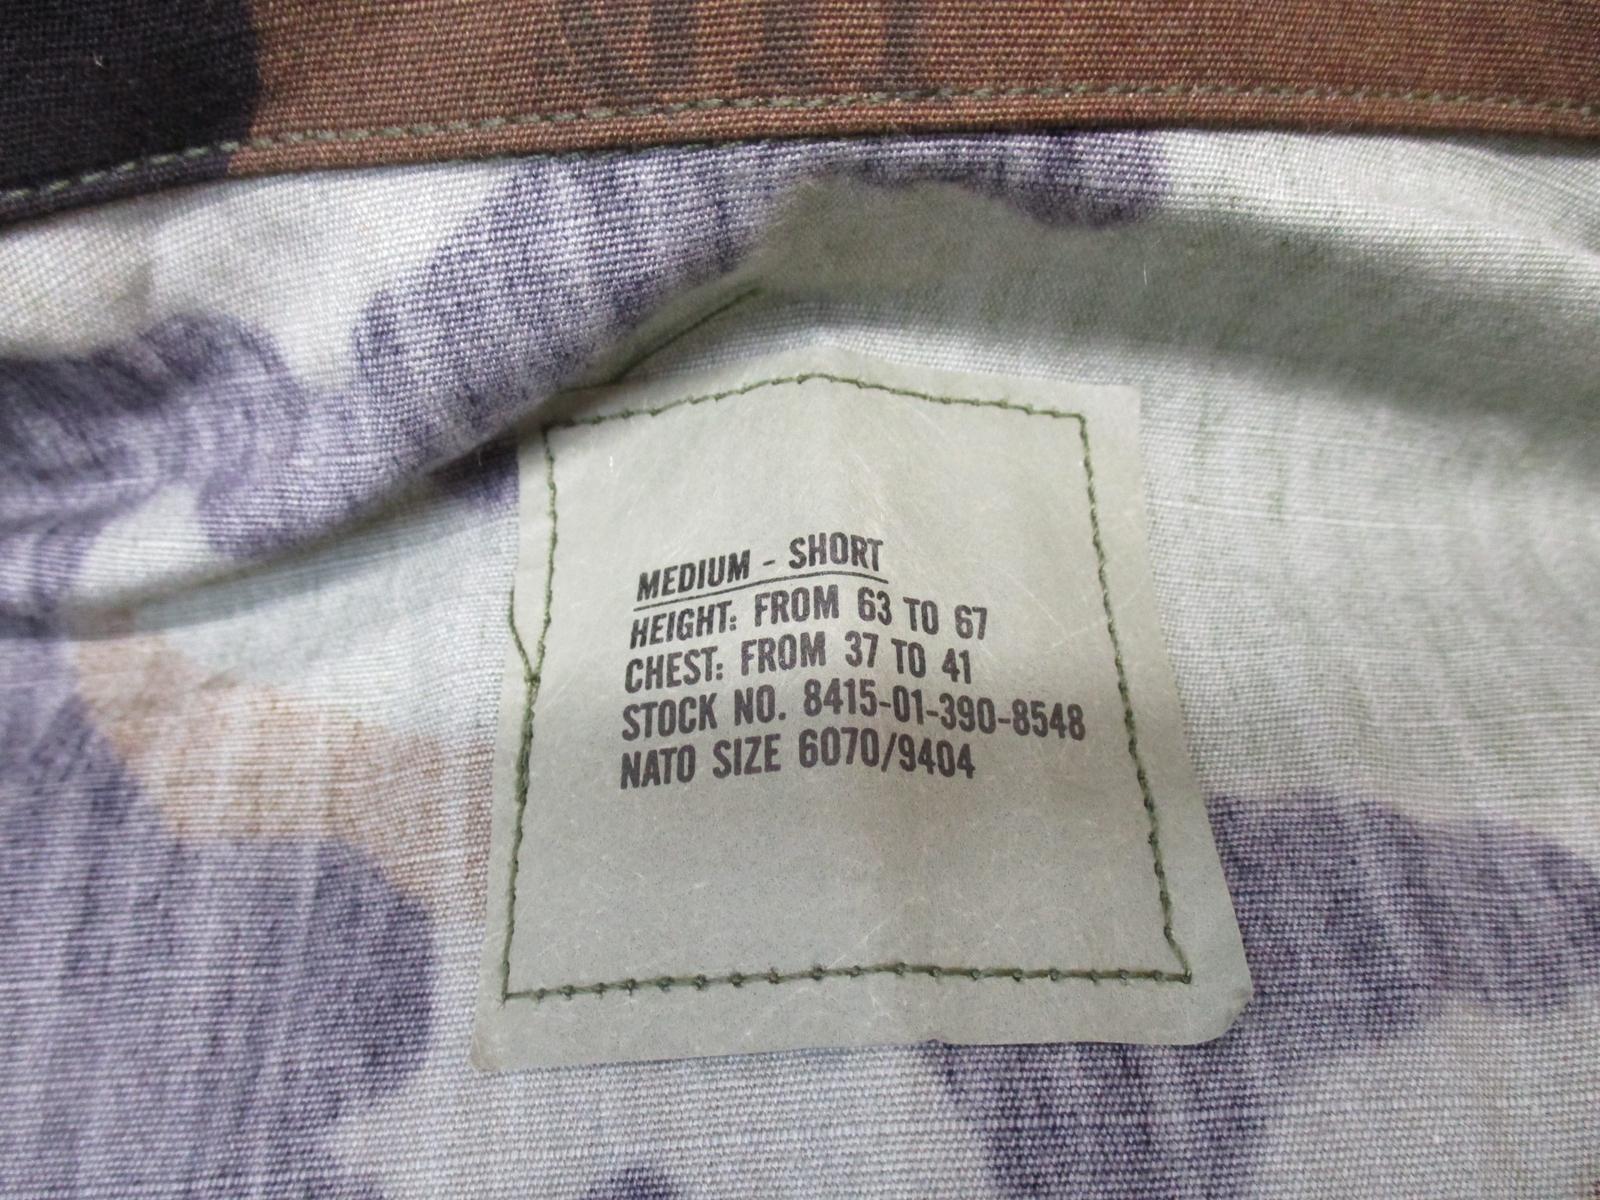 MEDIUM - SHORT
HEIGHT: FROM 63 TO 67
CHEST: FROM 37 TO 41
STOCK NO. 8415-01-390-8548
NATO SIZE 6070/9404